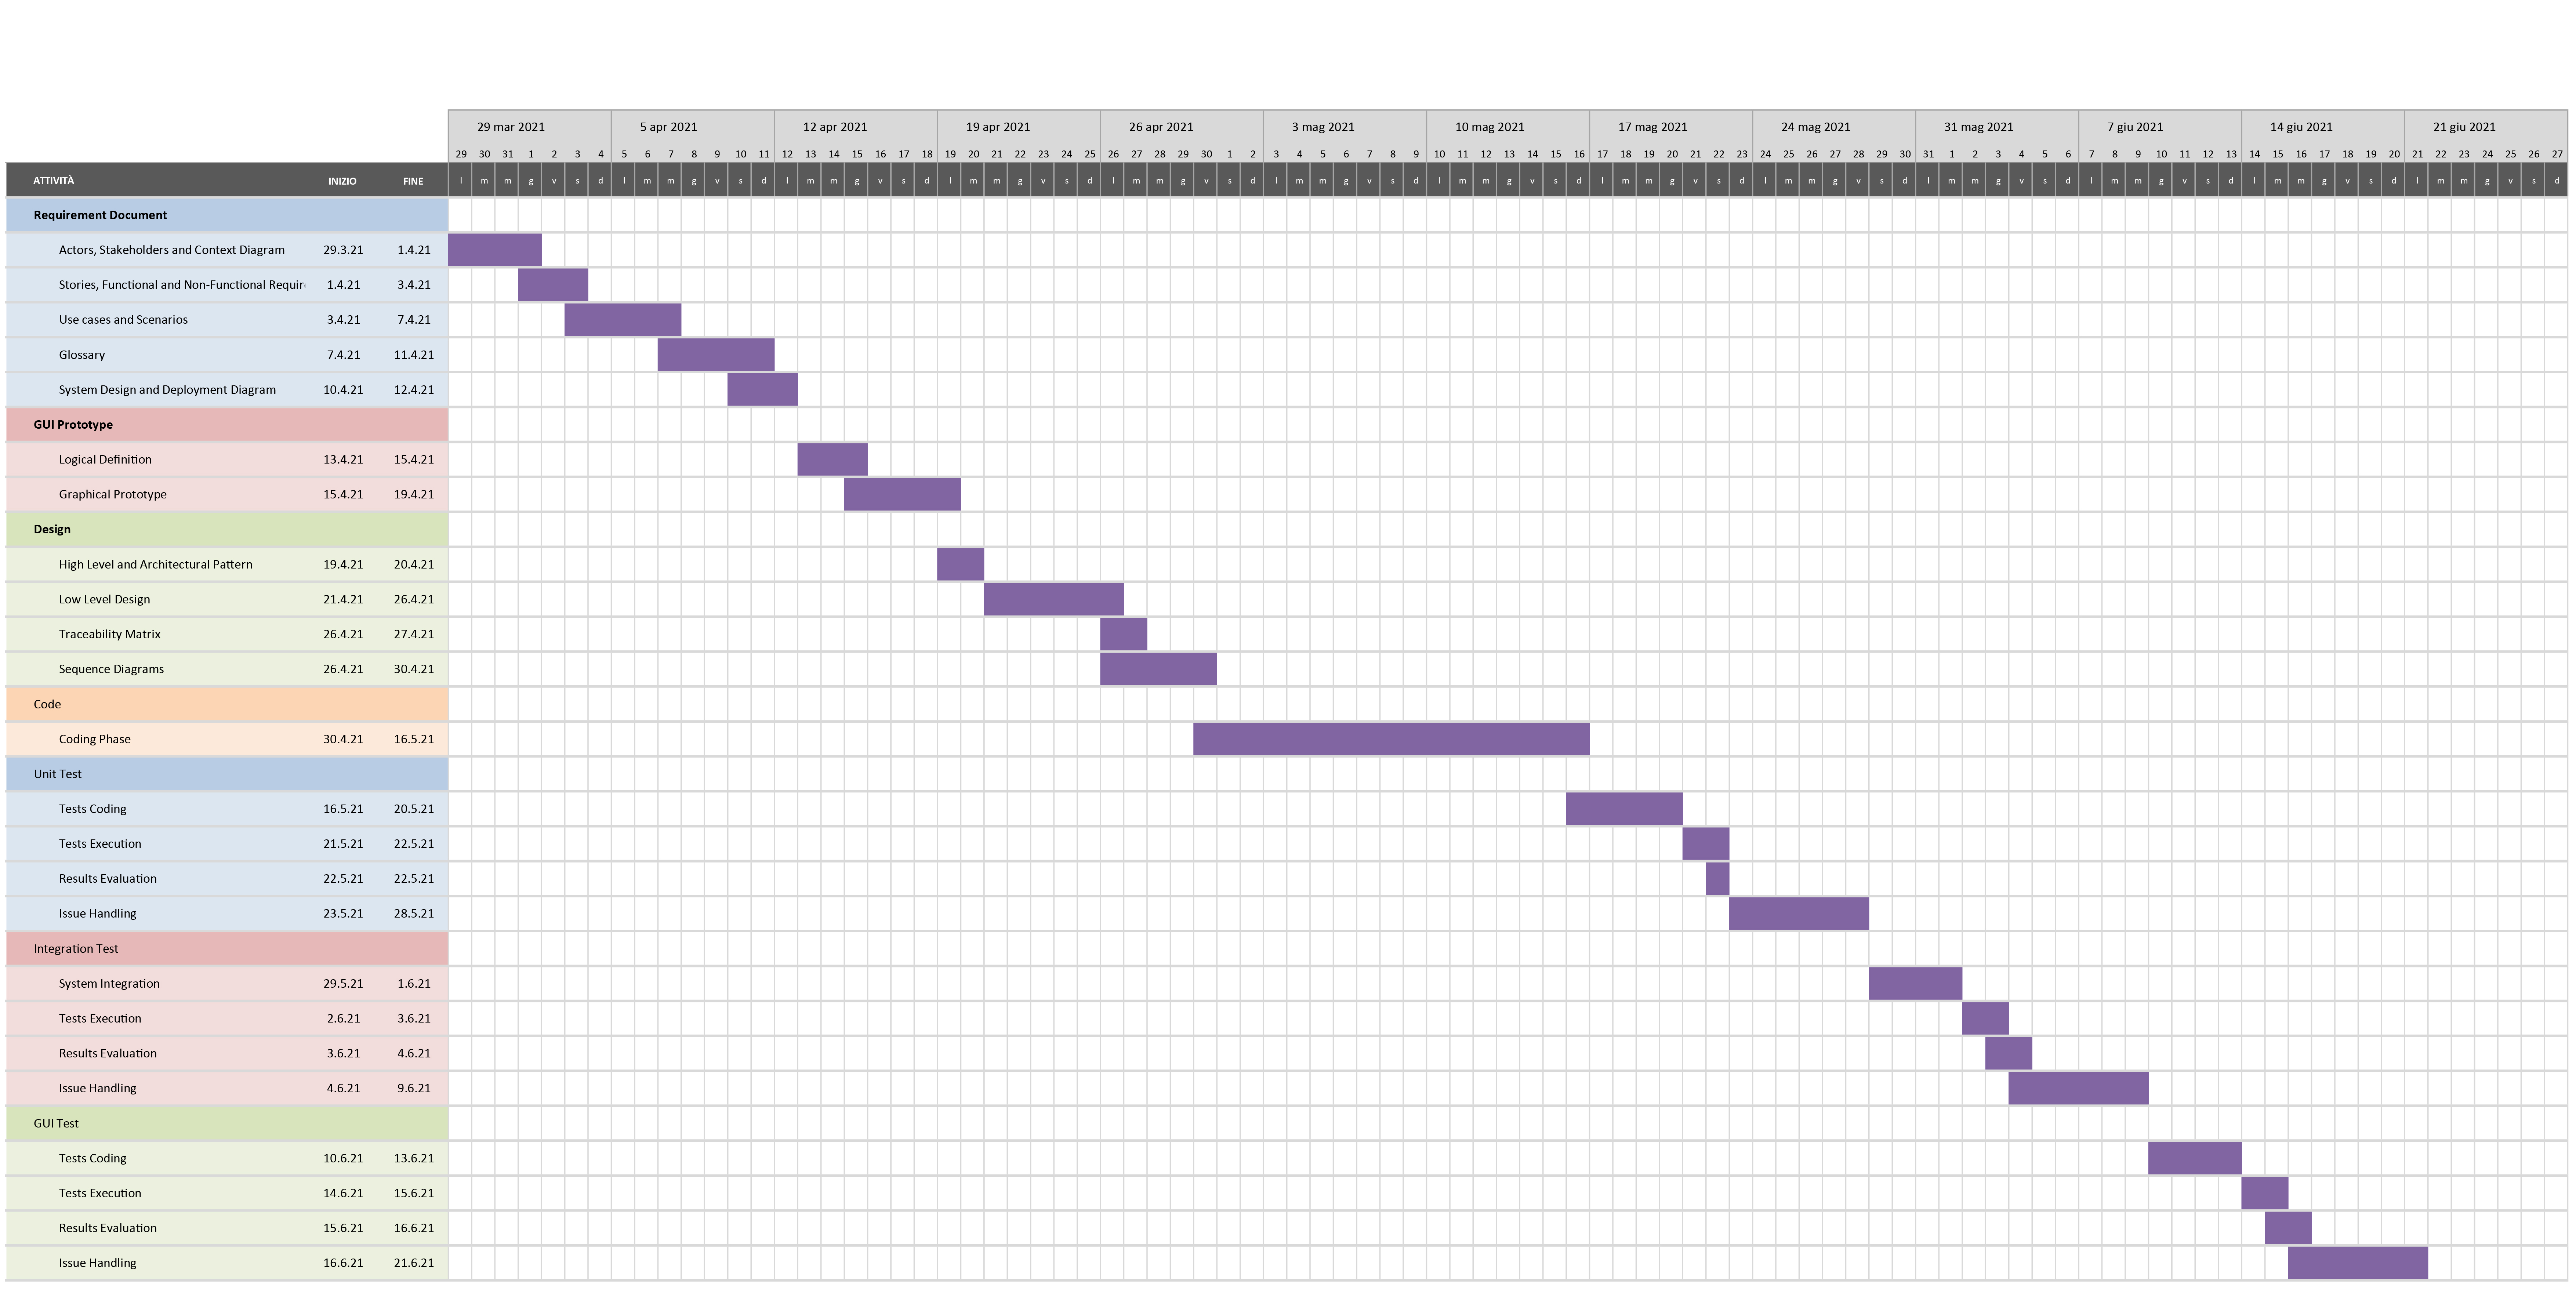 29 mar 2021 5 apr 2021 12 apr 2021 19 apr 2021 26 apr 2021 3 mag 2021 10 mag 2021 17 mag 2021 24 mag 2021 31 mag 2021 7 giu 2021 14 giu 2021 21 giu 2021
29 30 31 1 2 3 4 5 6 7 8 9 10 11 12 13 14 15 16 17 18 19 20 21 22 23 24 25 26 27 28 29 30 1 2 3 4 5 6 7 8 9 10 11 12 13 14 15 16 17 18 19 20 21 22 23 24 25 26 27 28 29 30 31 1 2 3 4 5 6 7 8 9 10 11 12 13 14 15 16 17 18 19 20 21 22 23 24 25 26 27
ATTIVITÀ INIZIO FINE l m m g v s d l m m g v s d l m m g v s d l m m g v s d l m m g v s d l m m g v s d l m m g v s d l m m g v s d l m m g v s d l m m g v s d l m m g v s d l m m g v s d l m m g v s d
Requirement Document
Actors, Stakeholders and Context Diagram 29.3.21 1.4.21
Stories, Functional and Non-Functional Require 1.4.21 3.4.21
Use cases and Scenarios 3.4.21 7.4.21
Glossary 7.4.21 11.4.21
System Design and Deployment Diagram 10.4.21 12.4.21
GUI Prototype
Logical Definition 13.4.21 15.4.21
Graphical Prototype 15.4.21 19.4.21
Design
High Level and Architectural Pattern 19.4.21 20.4.21
Low Level Design 21.4.21 26.4.21
Traceability Matrix 26.4.21 27.4.21
Sequence Diagrams 26.4.21 30.4.21
Code
Coding Phase 30.4.21 16.5.21
Unit Test
Tests Coding 16.5.21 20.5.21
Tests Execution 21.5.21 22.5.21
Results Evaluation 22.5.21 22.5.21
Issue Handling 23.5.21 28.5.21
Integration Test
System Integration 29.5.21 1.6.21
Tests Execution 2.6.21 3.6.21
Results Evaluation 3.6.21 4.6.21
Issue Handling 4.6.21 9.6.21
GUI Test
Tests Coding 10.6.21 13.6.21
Tests Execution 14.6.21 15.6.21
Results Evaluation 15.6.21 16.6.21
Issue Handling 16.6.21 21.6.21